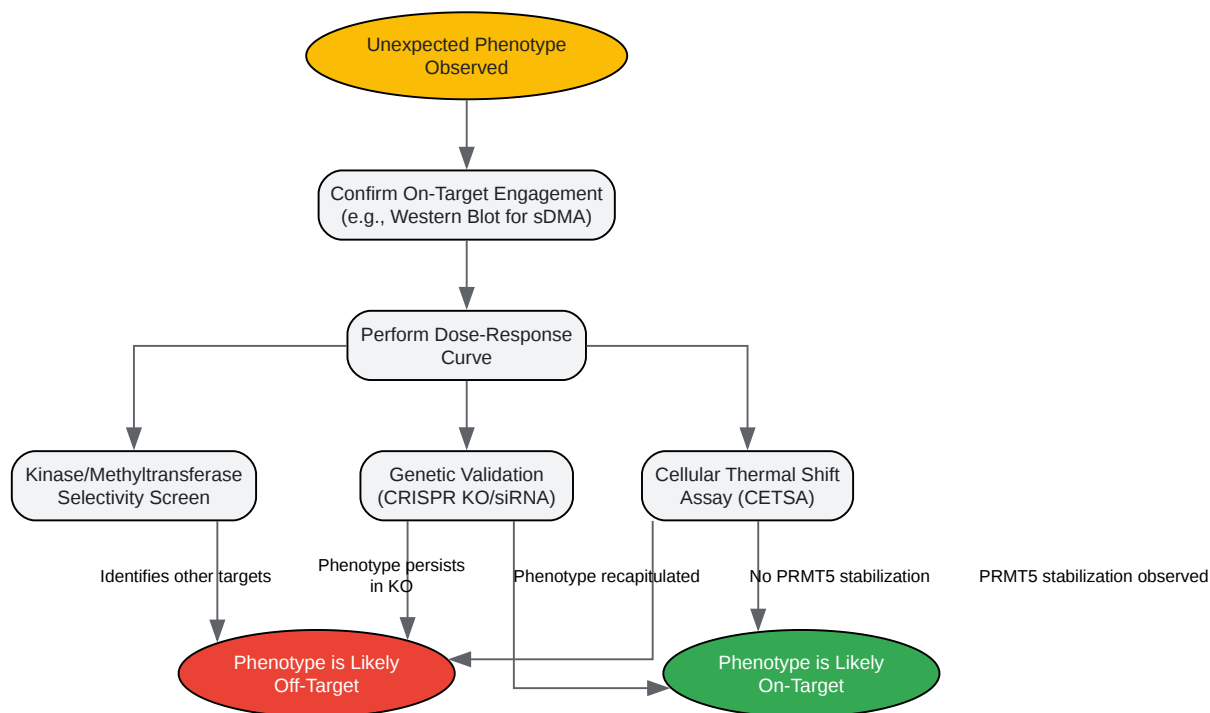 Unexpected Phenotype
Observed
Confirm On-Target Engagement
(e.g., Western Blot for sDMA)
Perform Dose-Response
Curve
Kinase/Methyltransferase
Selectivity Screen
Genetic Validation
(CRISPR KO/siRNA)
Cellular Thermal Shift
Assay (CETSA)
Identifies other targets
Phenotype persists
in KO
Phenotype recapitulated
No PRMT5 stabilization
PRMT5 stabilization observed
Phenotype is Likely
Off-Target
Phenotype is Likely
On-Target